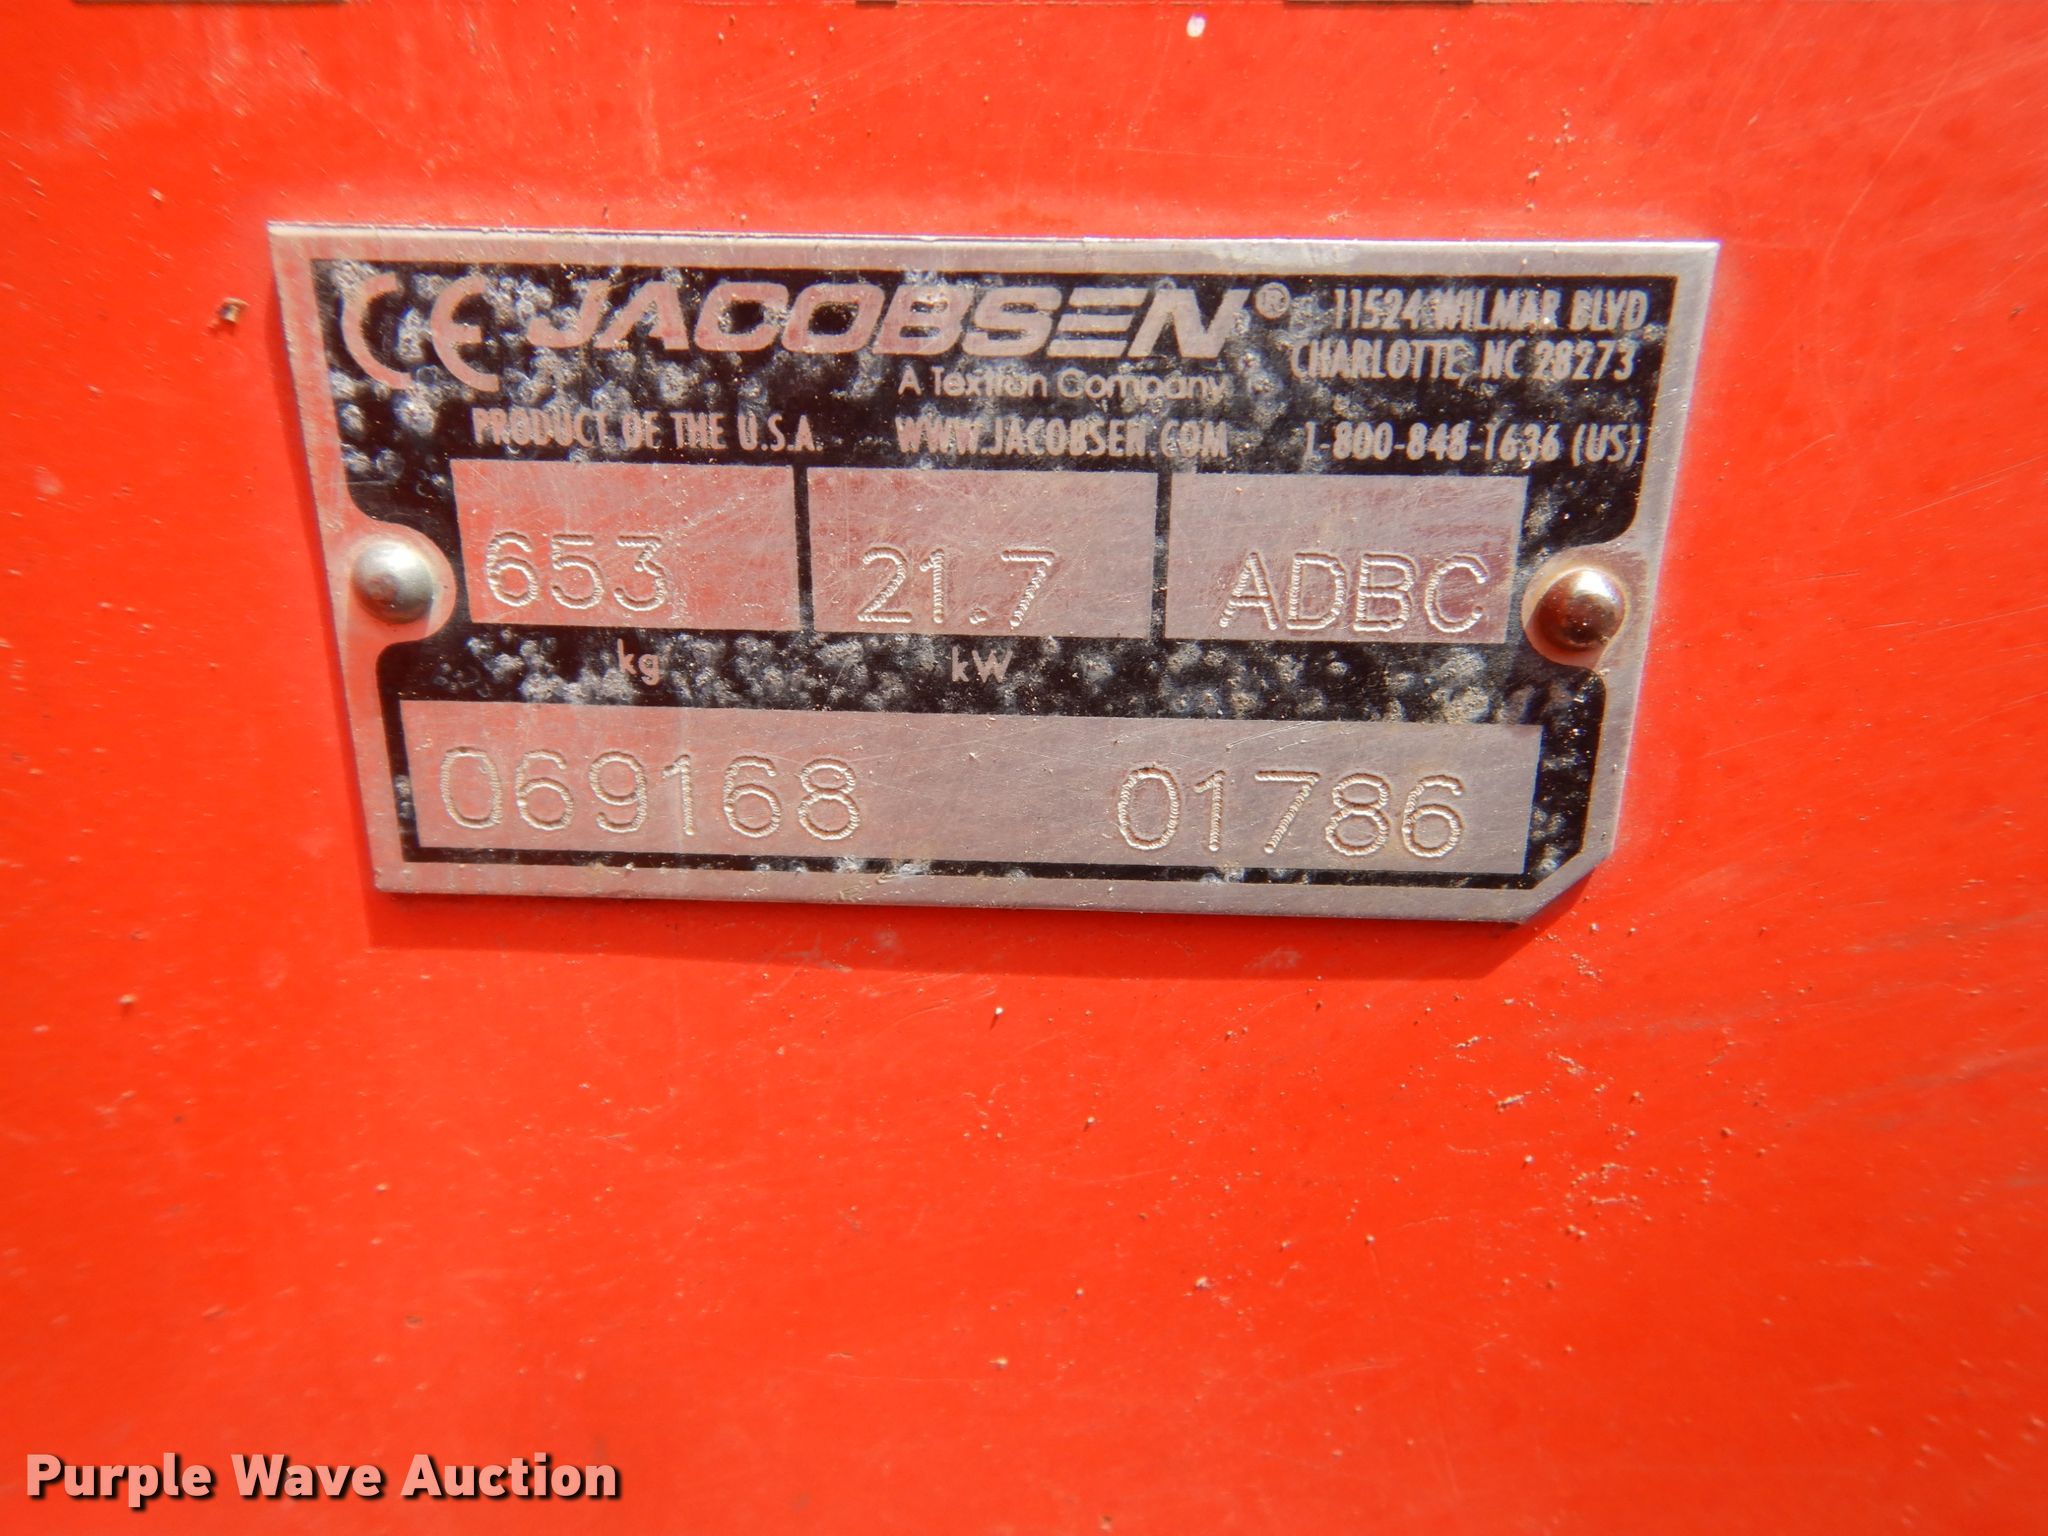 CE JACOBSEN® 11524 WILMAR BLVD
A Textron Company CHARLOTTE, NC 28273
PRODUCT OF THE U.S.A. WWW.JACOBSEN.COM 1-800-848-1636 (US)
653 21.7 ADBC
kg kW
069168 01786
Purple Wave Auction